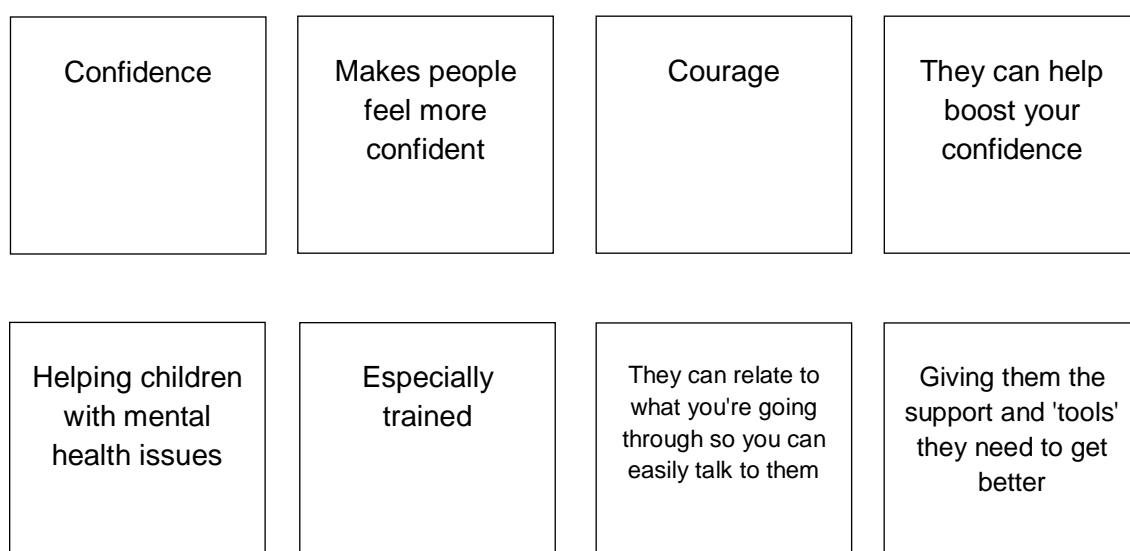 Confidence
Makes people
feel more
confident
Courage
They can help
boost your
confidence
Helping children
with mental
health issues
Especially
trained
They can relate to
what you're going
through so you can
easily talk to them
Giving them the
support and 'tools'
they need to get
better